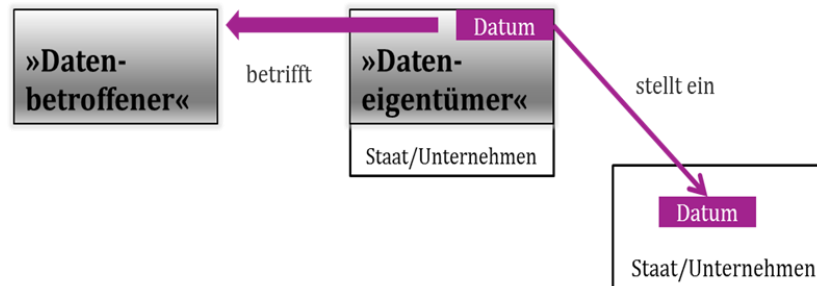 Datum
»Daten-
betroffener«
betrifft
»Daten-
eigentümer«
stellt ein
Staat/Unternehmen
Datum
Staat/Unternehmen